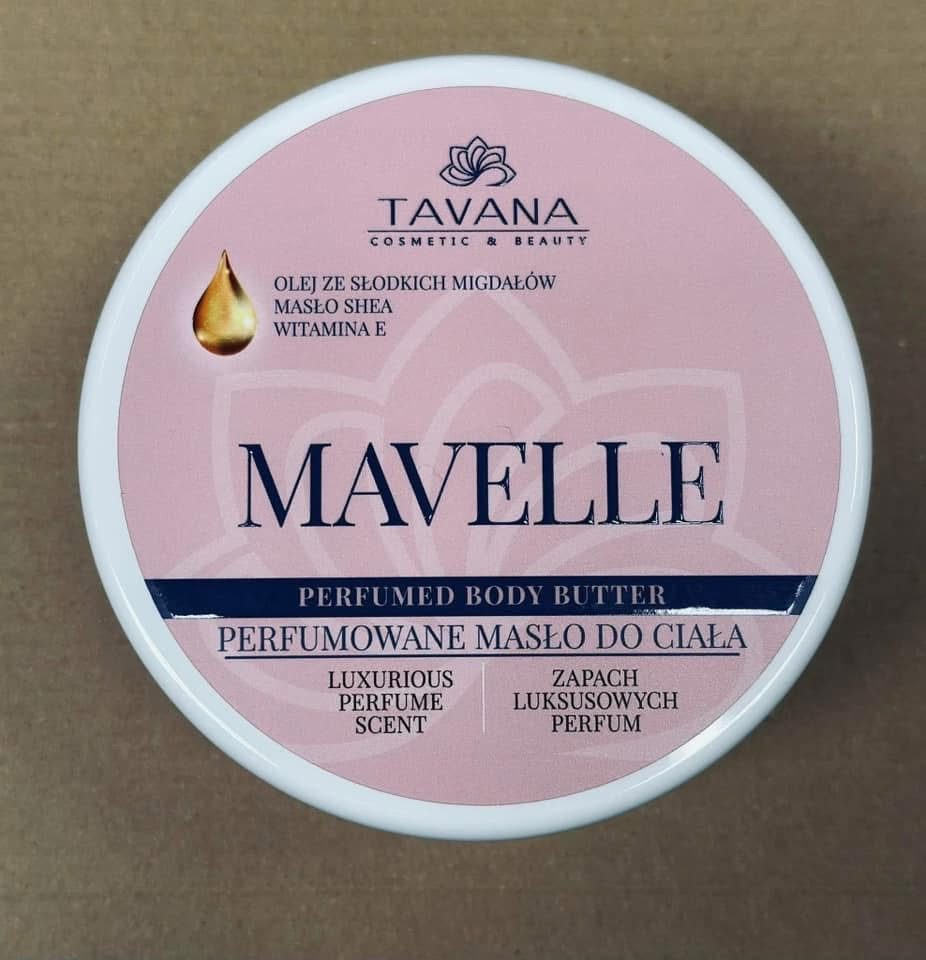 TAVANA
COSMETIC & BEAUTY
OLEJ ZE SŁODKICH MIGDAŁÓW
MASŁO SHEA
WITAMINA E
MAVELLE
PERFUMED BODY BUTTER
PERFUMOWANE MASŁO DO CIAŁA
LUXURIOUS
PERFUME
SCENT
ZAPACH
LUKSUSOWYCH
PERFUM